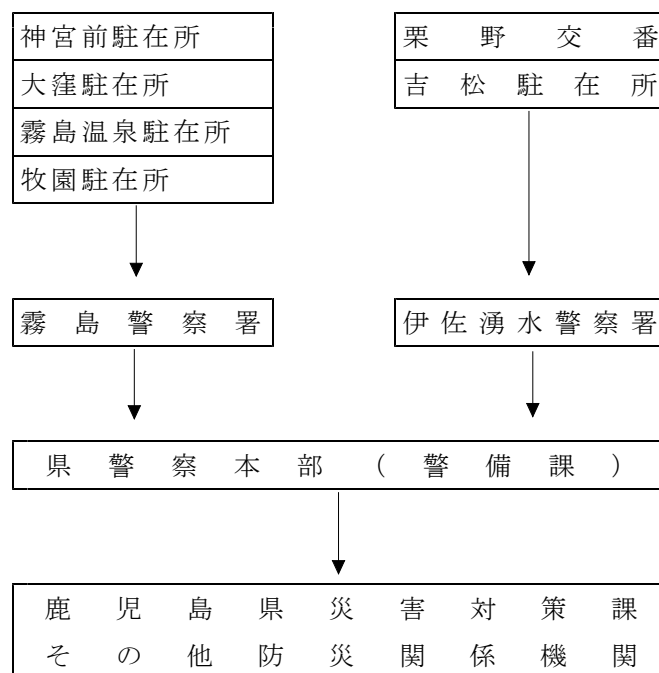 神宮前駐在所
大窪駐在所
霧島温泉駐在所
牧園駐在所
栗野交番
吉松駐在所
霧島警察署
伊佐湧水警察署
県警察本部(警備課)
鹿児島県災害対策課
その他防災関係機関